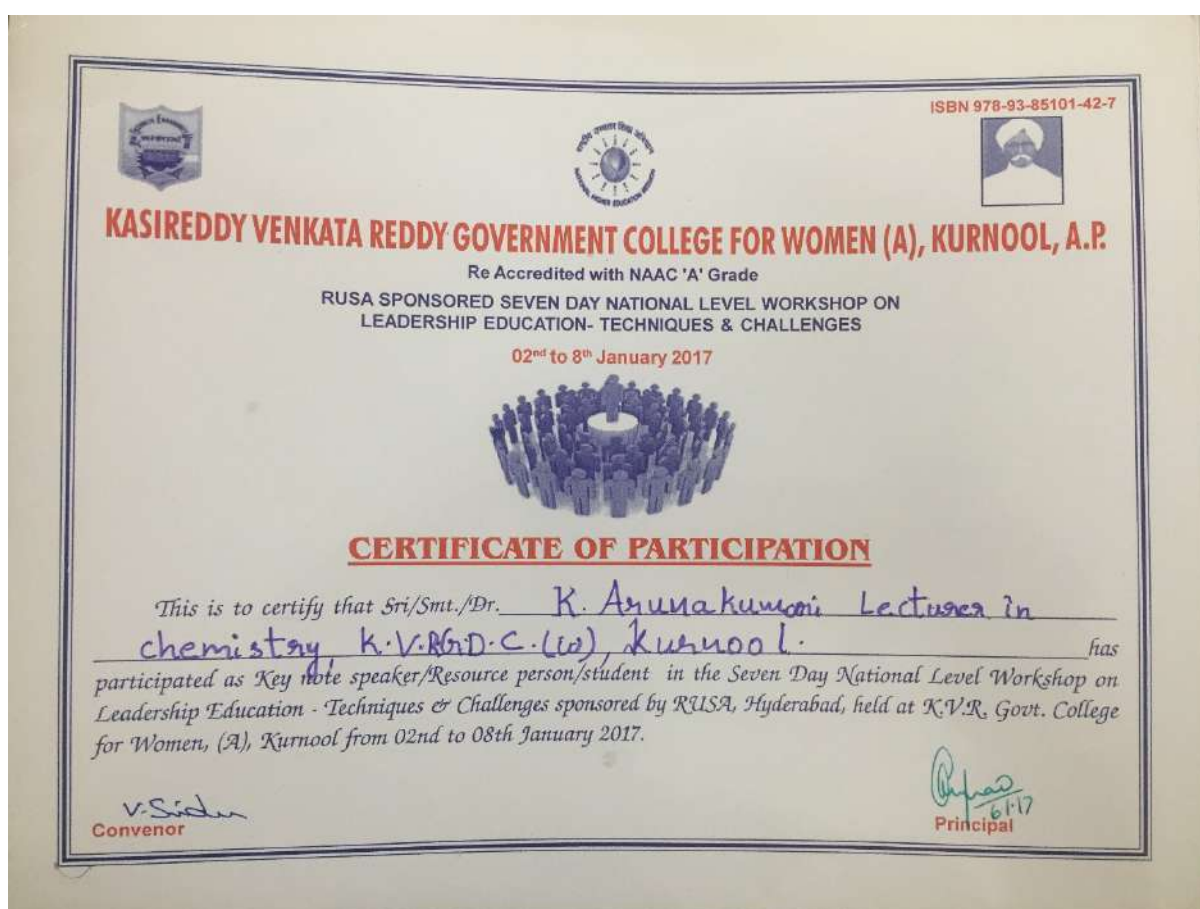 ISBN 978-93-85101-42-7
NATIONAL HIGHER EDUCATION MISSION
KASIREDDY VENKATA REDDY GOVERNMENT COLLEGE FOR WOMEN (A), KURNOOL, A.P.
Re Accredited with NAAC 'A' Grade
RUSA SPONSORED SEVEN DAY NATIONAL LEVEL WORKSHOP ON
LEADERSHIP EDUCATION- TECHNIQUES & CHALLENGES
02nd to 8th January 2017
CERTIFICATE OF PARTICIPATION
This is to certify that Sri/Smt./Dr. K. Arunakumari Lecturer in
chemistry, K.V.RG.D.C.(w), Kurnool. has
participated as Key note speaker/Resource person/student in the Seven Day National Level Workshop on
Leadership Education - Techniques & Challenges sponsored by RUSA, Hyderabad, held at K.V.R. Govt. College
for Women, (A), Kurnool from 02nd to 08th January 2017.
6/1/17
Convenor
Principal